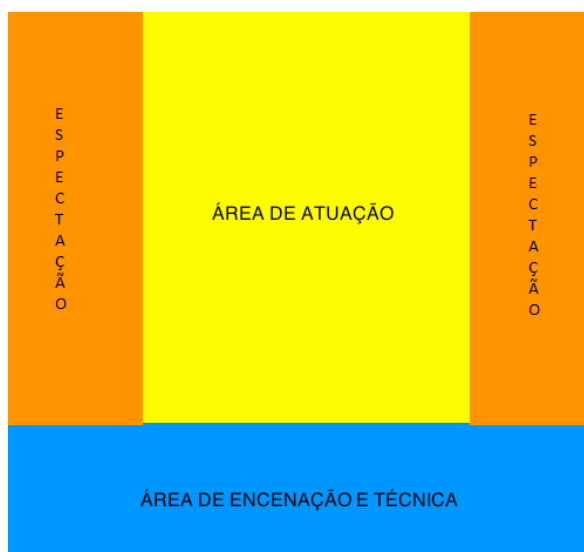 ESPECTAÇÃO
ÁREA DE ATUAÇÃO
ESPECTAÇÃO
ÁREA DE ENCENAÇÃO E TÉCNICA